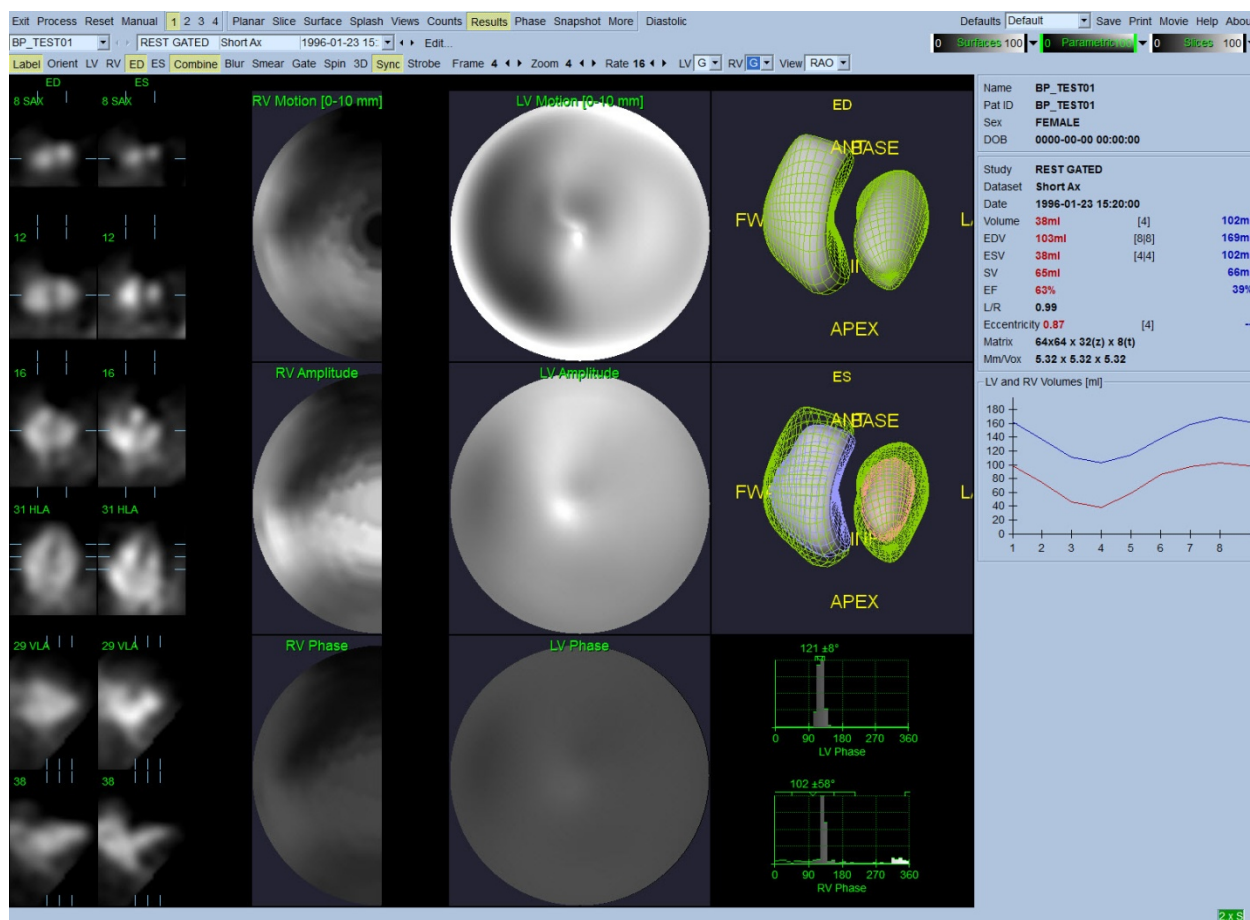 Exit Process Reset Manual 1 2 3 4 Planar Slice Surface Splash Views Counts Results Phase Snapshot More Diastolic Defaults Default Save Print Movie Help Abou
BP_TEST01 REST GATED Short Ax 1996-01-23 15: Edit... 0 Surfaces 100 0 Parametric 0 Slices 100
Label Orient LV RV ED ES Combine Blur Smear Gate Spin 3D Sync Strobe Frame 4 Zoom 4 Rate 16 LV G RV G View RAO
ED ES
8 SAX 8
12 12
16 16
31 HLA 31 HLA
29 VLA 29 VLA
38 38
RV Motion [0-10 mm] LV Motion [0-10 mm] ED
ANT BASE
FW L
IN
APEX
RV Amplitude LV Amplitude ES
ANT BASE
FW L
INF
APEX
RV Phase LV Phase
121 ±8°
0 90 180 270 360
LV Phase
102 ±58°
0 90 180 270 360
RV Phase
Name BP_TEST01
Pat ID BP_TEST01
Sex FEMALE
DOB 0000-00-00 00:00:00
Study REST GATED
Dataset Short Ax
Date 1996-01-23 15:20:00
Volume 38ml [4] 102m
EDV 103ml [8|8] 169m
ESV 38ml [4|4] 102m
SV 65ml 66m
EF 63% 39%
L/R 0.99
Eccentricity 0.87 [4] --
Matrix 64x64 x 32(z) x 8(t)
Mm/Vox 5.32 x 5.32 x 5.32
LV and RV Volumes [ml]
180
160
140
120
100
80
60
40
20
0
1 2 3 4 5 6 7 8
2 x S